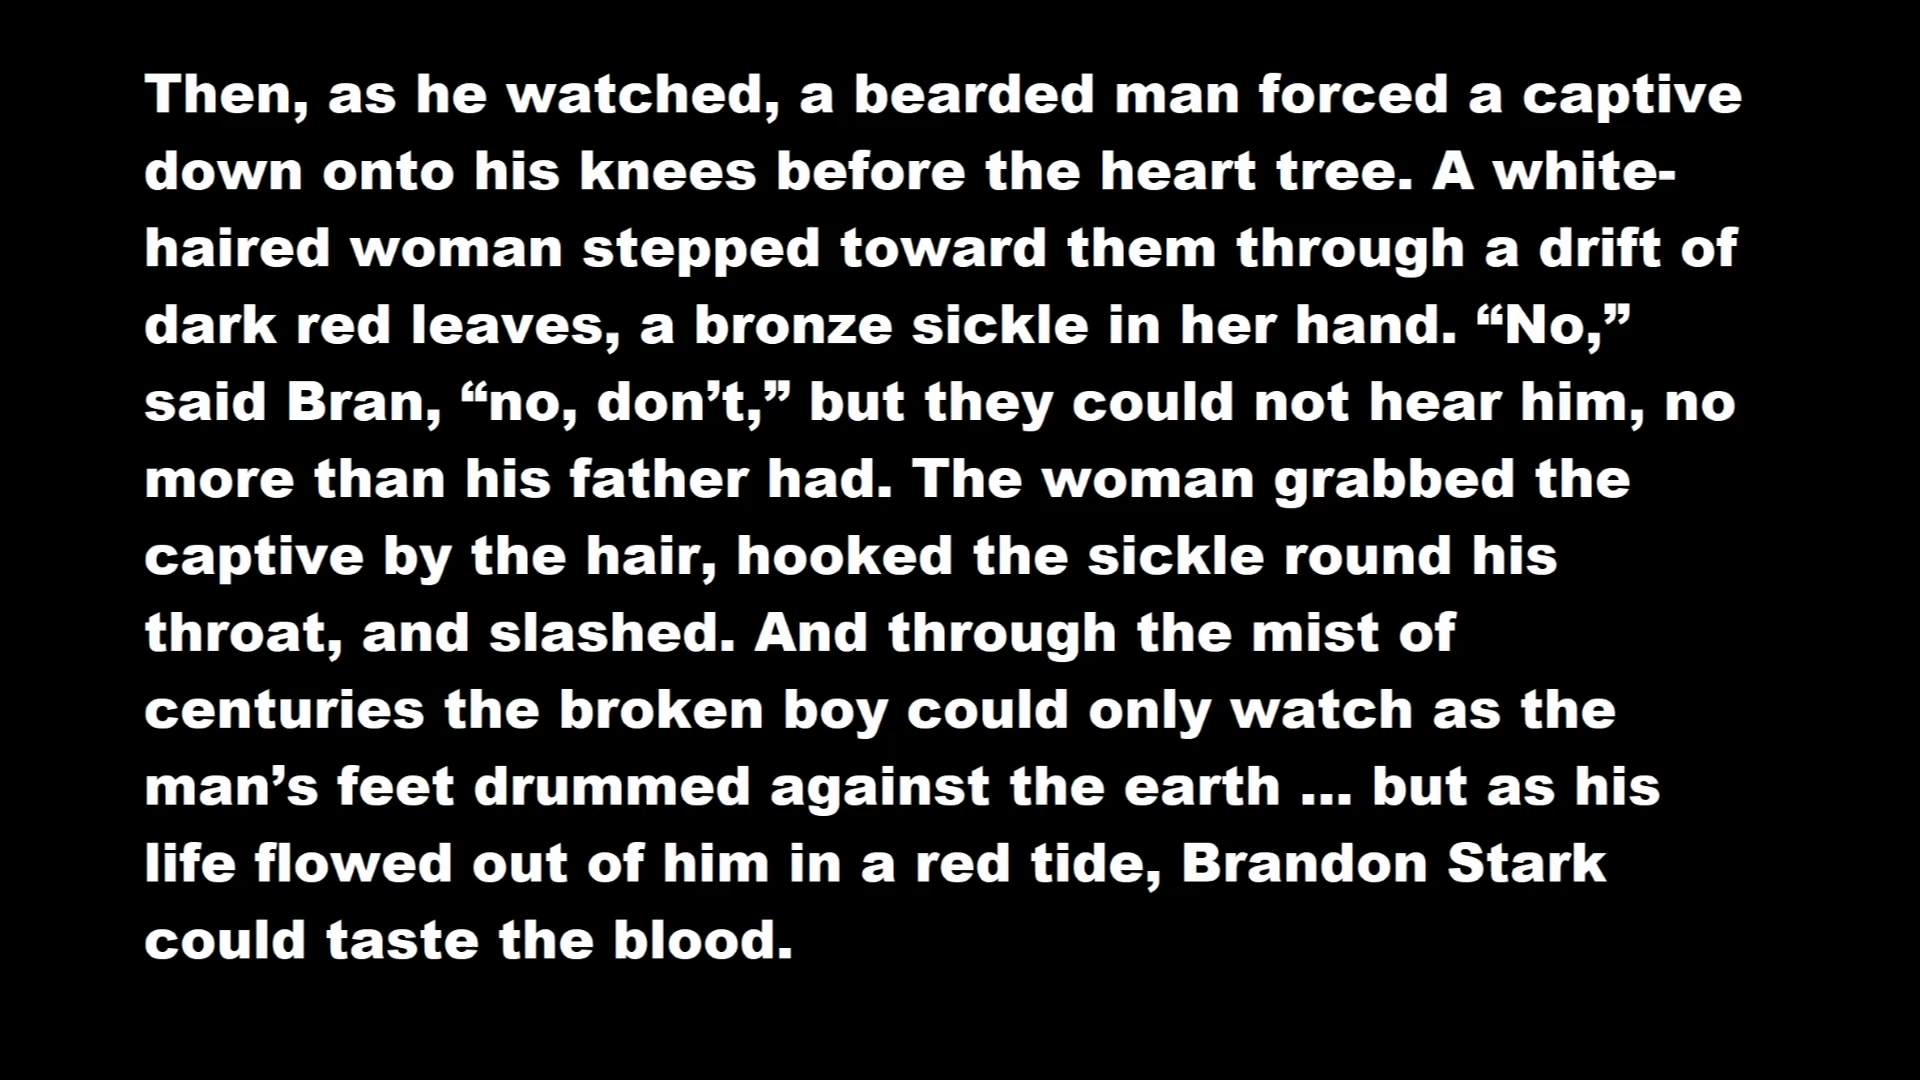 Then, as he watched, a bearded man forced a captive
down onto his knees before the heart tree. A white-
haired woman stepped toward them through a drift of
dark red leaves, a bronze sickle in her hand. “No,”
said Bran, “no, don’t,” but they could not hear him, no
more than his father had. The woman grabbed the
captive by the hair, hooked the sickle round his
throat, and slashed. And through the mist of
centuries the broken boy could only watch as the
man’s feet drummed against the earth ... but as his
life flowed out of him in a red tide, Brandon Stark
could taste the blood.